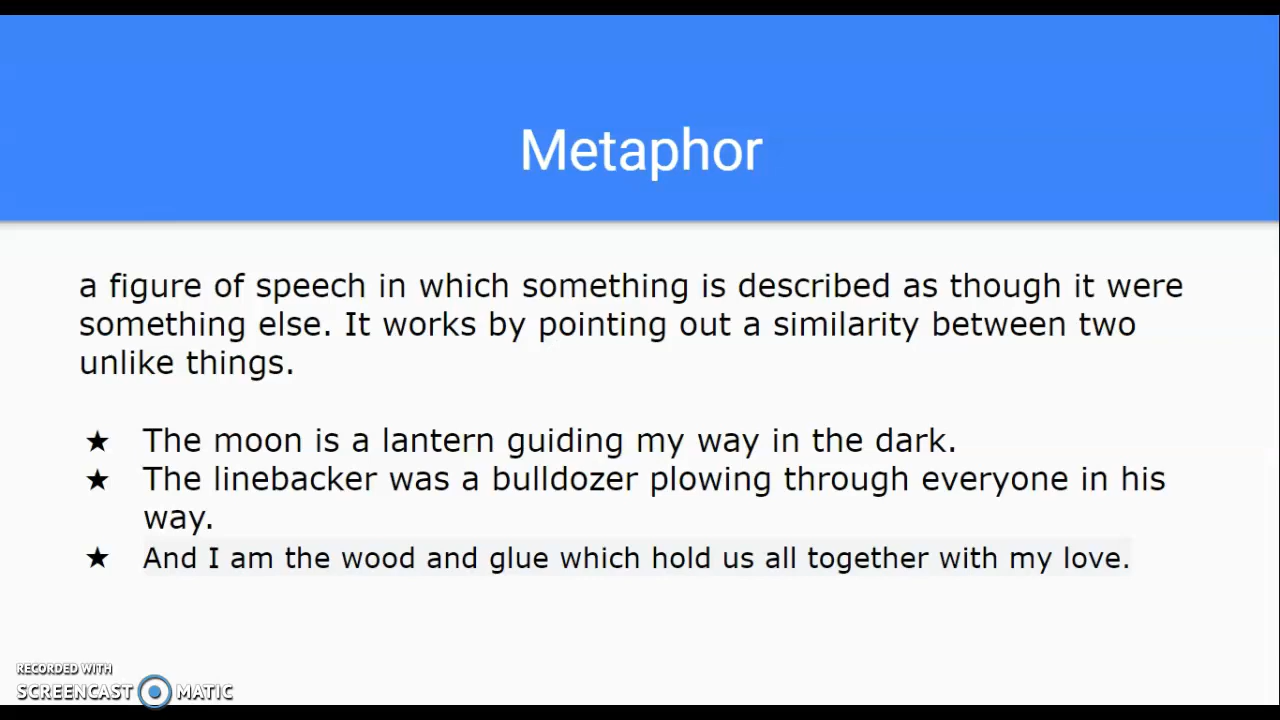 Metaphor
a figure of speech in which something is described as though it were
something else. It works by pointing out a similarity between two
unlike things.
★ The moon is a lantern guiding my way in the dark.
★ The linebacker was a bulldozer plowing through everyone in his
way.
★ And I am the wood and glue which hold us all together with my love.
RECORDED WITH
SCREENCAST MATIC